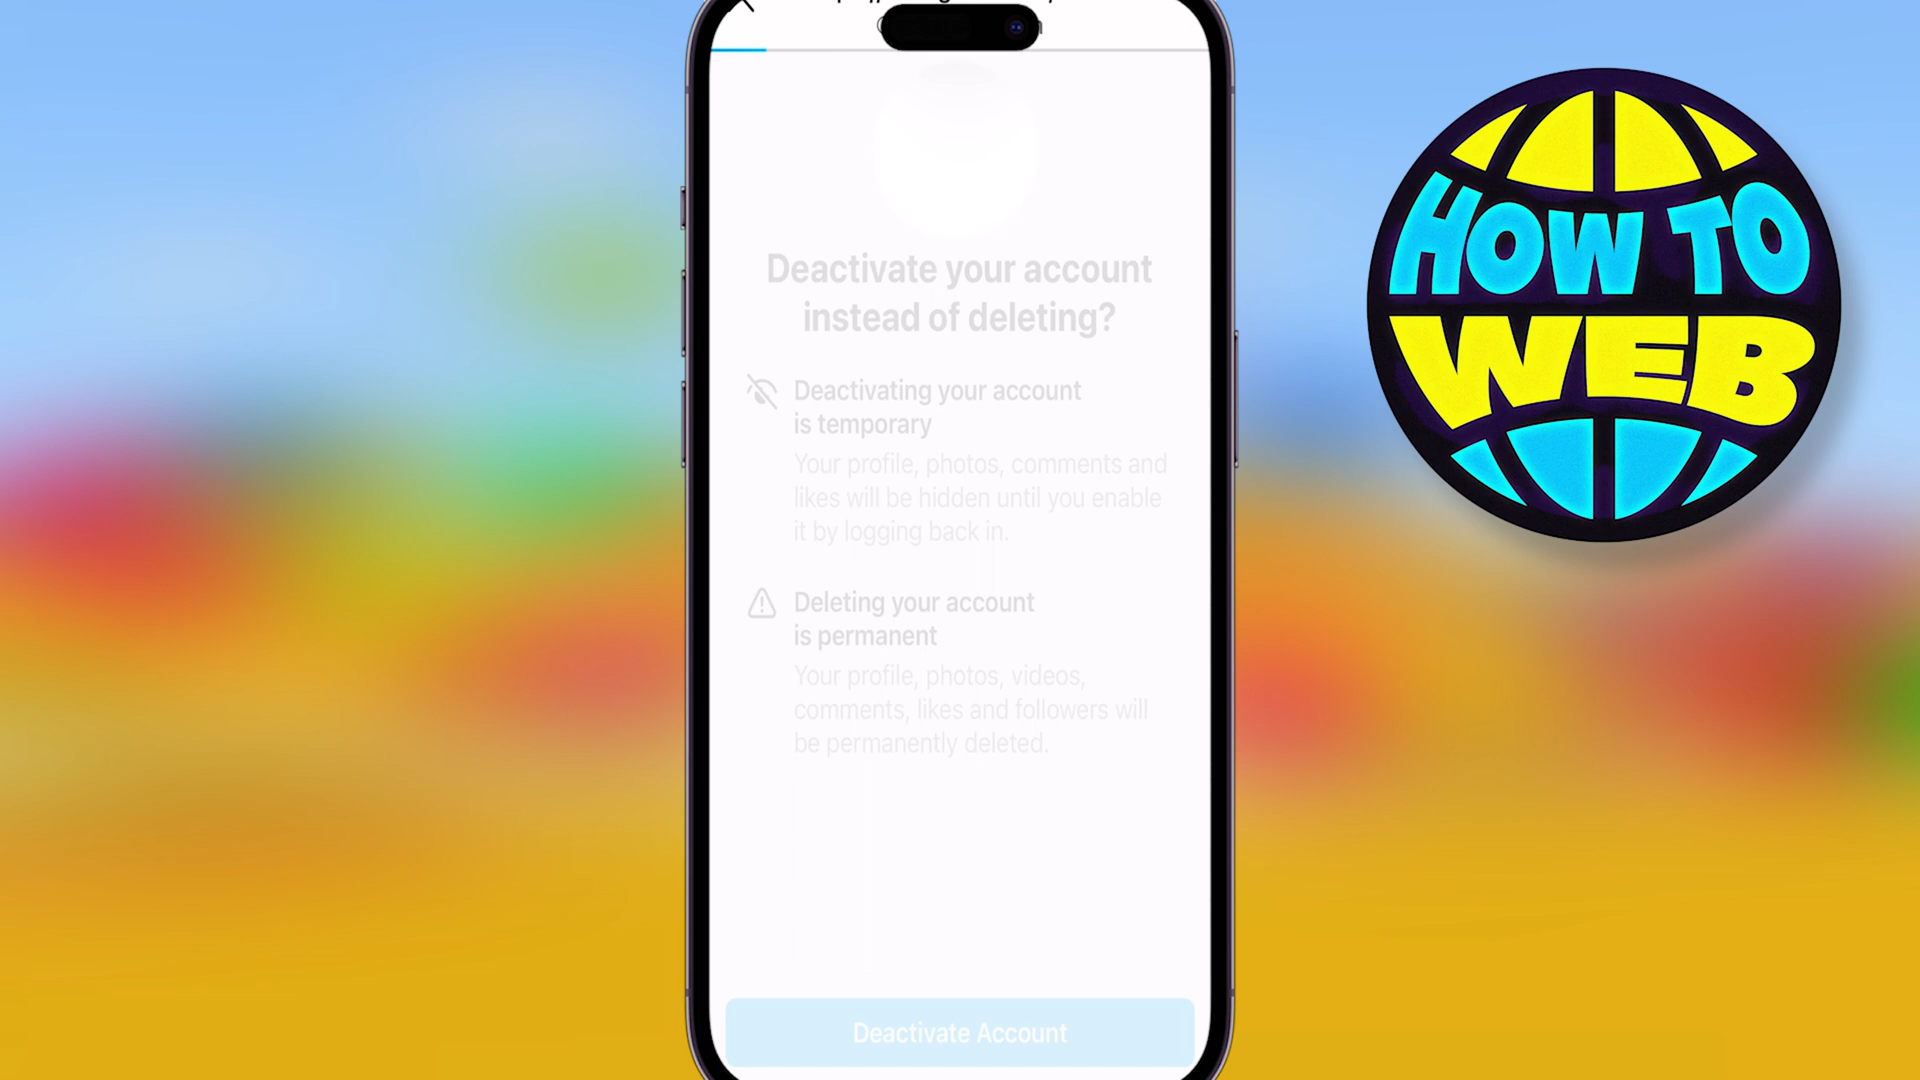 Deactivate your account
instead of deleting?
Deactivating your account
is temporary
Your profile, photos, comments and
likes will be hidden until you enable
it by logging back in.
Deleting your account
is permanent
Your profile, photos, videos,
comments, likes and followers will
be permanently deleted.
Deactivate Account
HOW TO
WEB